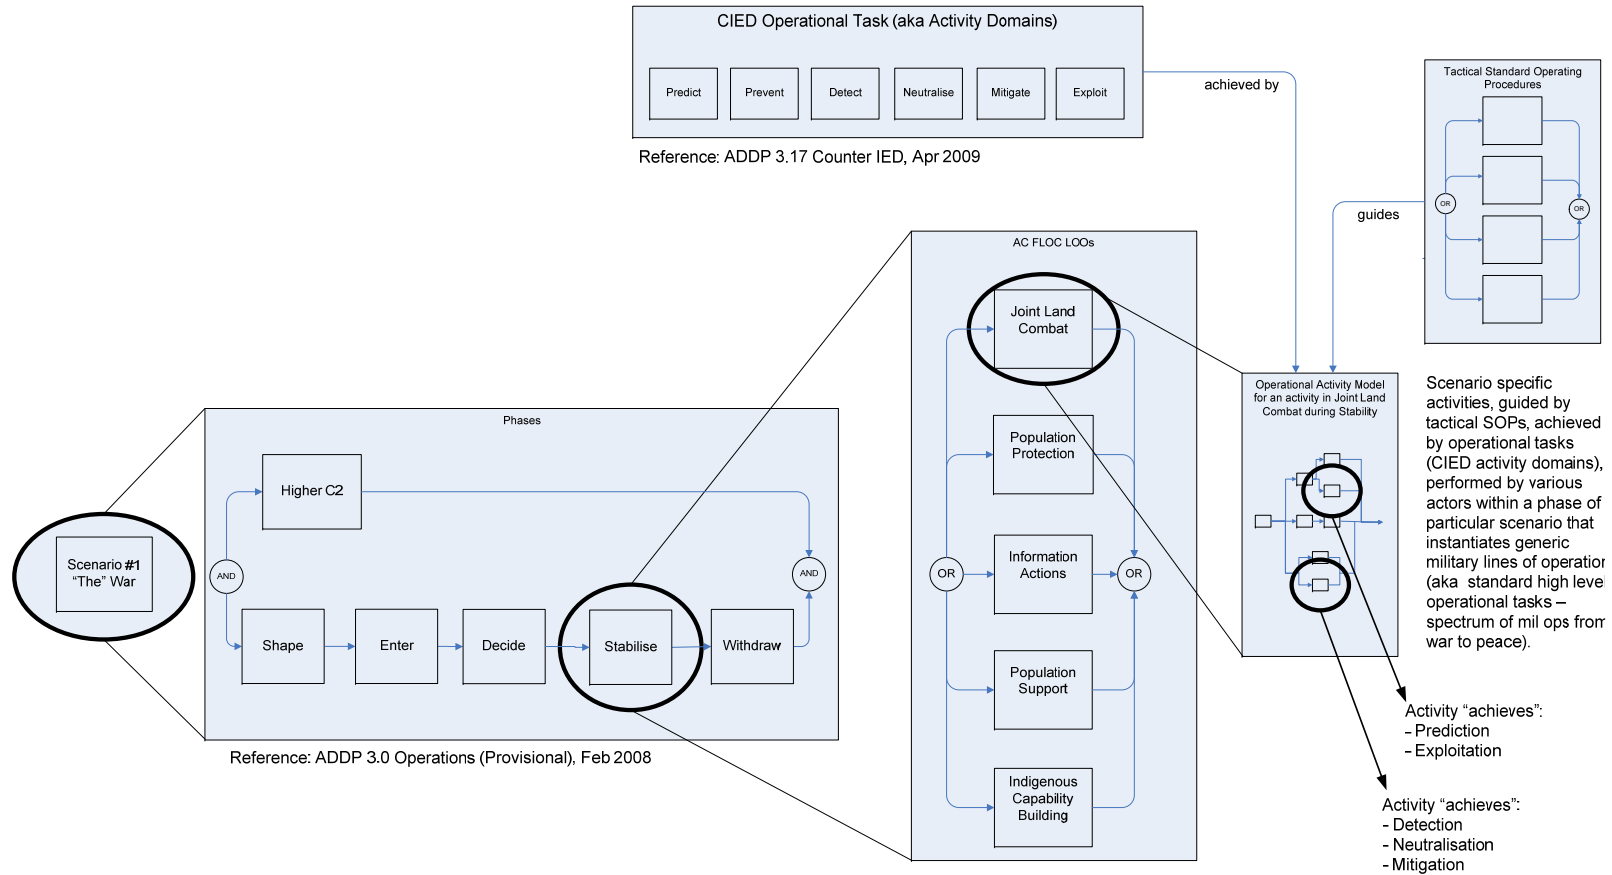 CIED Operational Task (aka Activity Domains)
Predict
Prevent
Detect
Neutralise
Mitigate
Exploit
Reference: ADDP 3.17 Counter IED, Apr 2009
achieved by
Tactical Standard Operating
Procedures
OR
OR
guides
AC FLOC LOOs
Joint Land
Combat
Population
Protection
Information
Actions
OR
OR
Population
Support
Indigenous
Capability
Building
Operational Activity Model
for an activity in Joint Land
Combat during Stability
Scenario specific
activities, guided by
tactical SOPs, achieved
by operational tasks
(CIED activity domains),
performed by various
actors within a phase of
particular scenario that
instantiates generic
military lines of operation
(aka standard high level
operational tasks –
spectrum of mil ops from
war to peace).
Phases
Higher C2
Scenario #1
"The" War
AND
AND
Shape
Enter
Decide
Stabilise
Withdraw
Reference: ADDP 3.0 Operations (Provisional), Feb 2008
Activity “achieves”:
- Prediction
- Exploitation
Activity “achieves”:
- Detection
- Neutralisation
- Mitigation